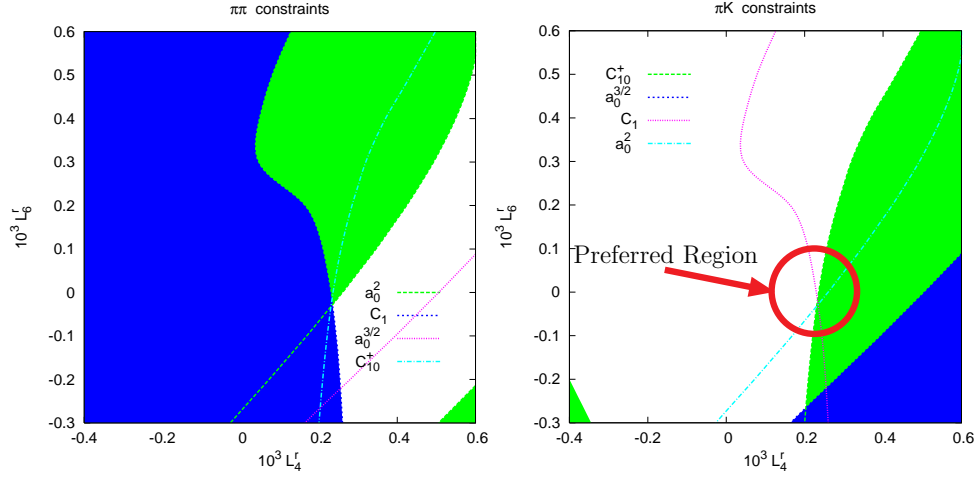 ππ constraints
0.6
0.5
0.4
0.3
0.2
0.1
0
-0.1
-0.2
-0.3
-0.4 -0.2 0 0.2 0.4 0.6
10³ L₆ʳ
10³ L₄ʳ
a₀²
C₁
a₀^3/2
C₁₀⁺
πK constraints
0.6
0.5
0.4
0.3
0.2
0.1
0
-0.1
-0.2
-0.3
-0.4 -0.2 0 0.2 0.4 0.6
10³ L₆ʳ
10³ L₄ʳ
C₁₀⁺
a₀^3/2
C₁
a₀²
Preferred Region